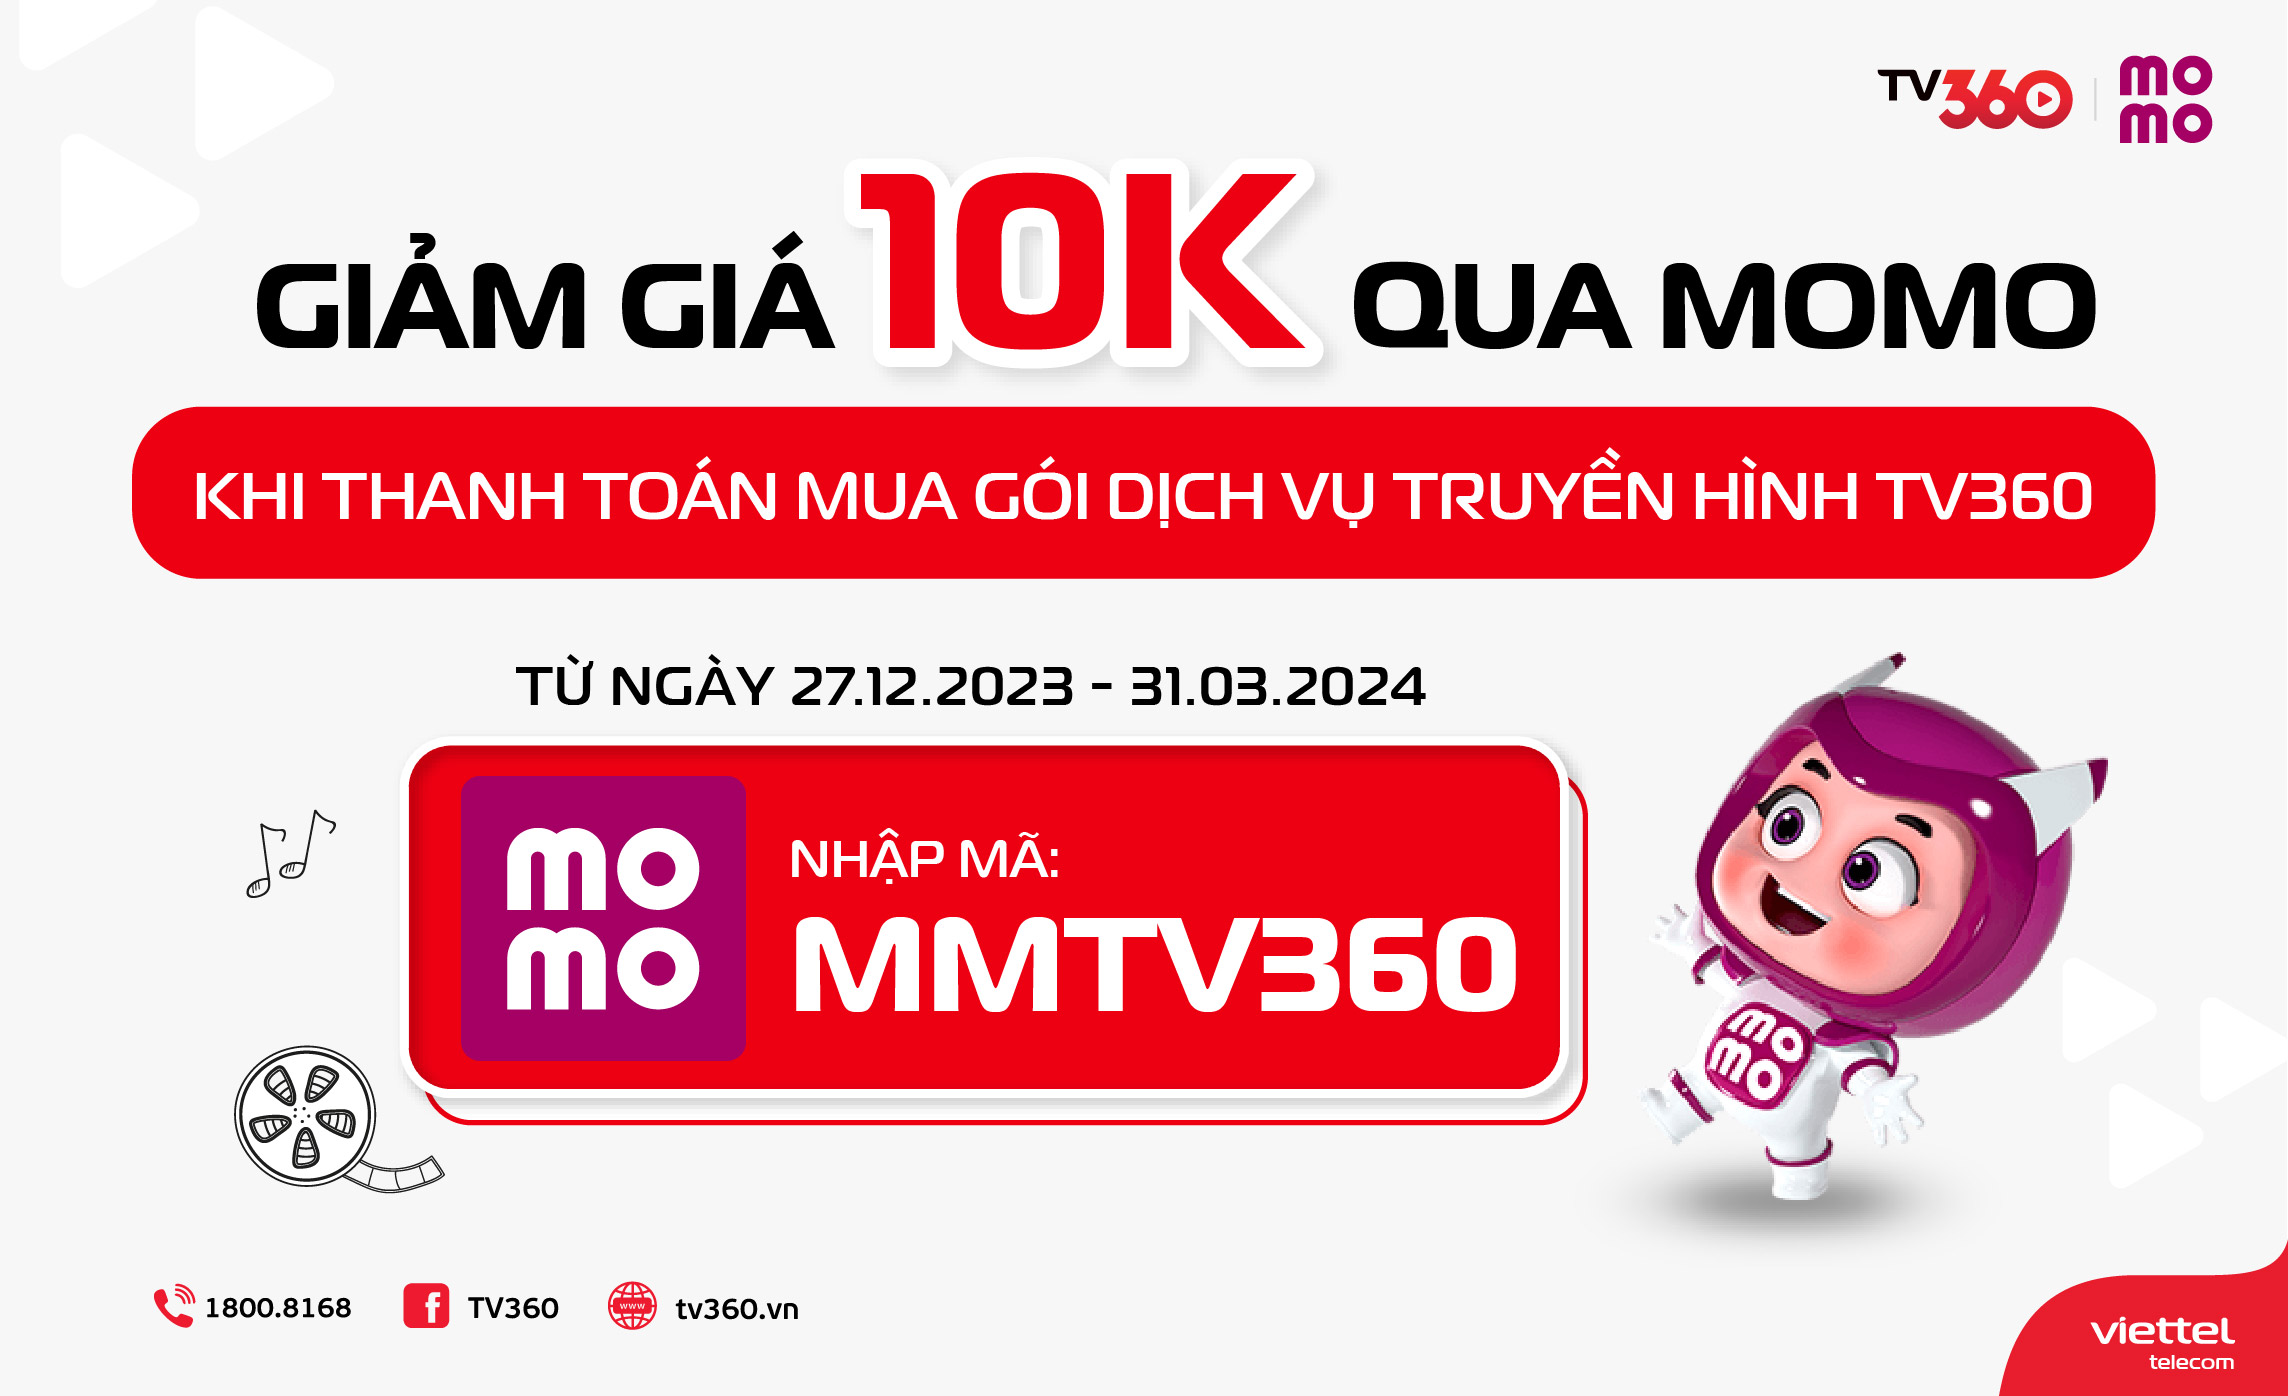 TV360 | MOMO
GIẢM GIÁ 10K QUA MOMO
KHI THANH TOÁN MUA GÓI DỊCH VỤ TRUYỀN HÌNH TV360
TỪ NGÀY 27.12.2023 - 31.03.2024
mo
mo
NHẬP MÃ:
MMTV360
mo
mo
1800.8168
f TV360
www tv360.vn
viettel
telecom